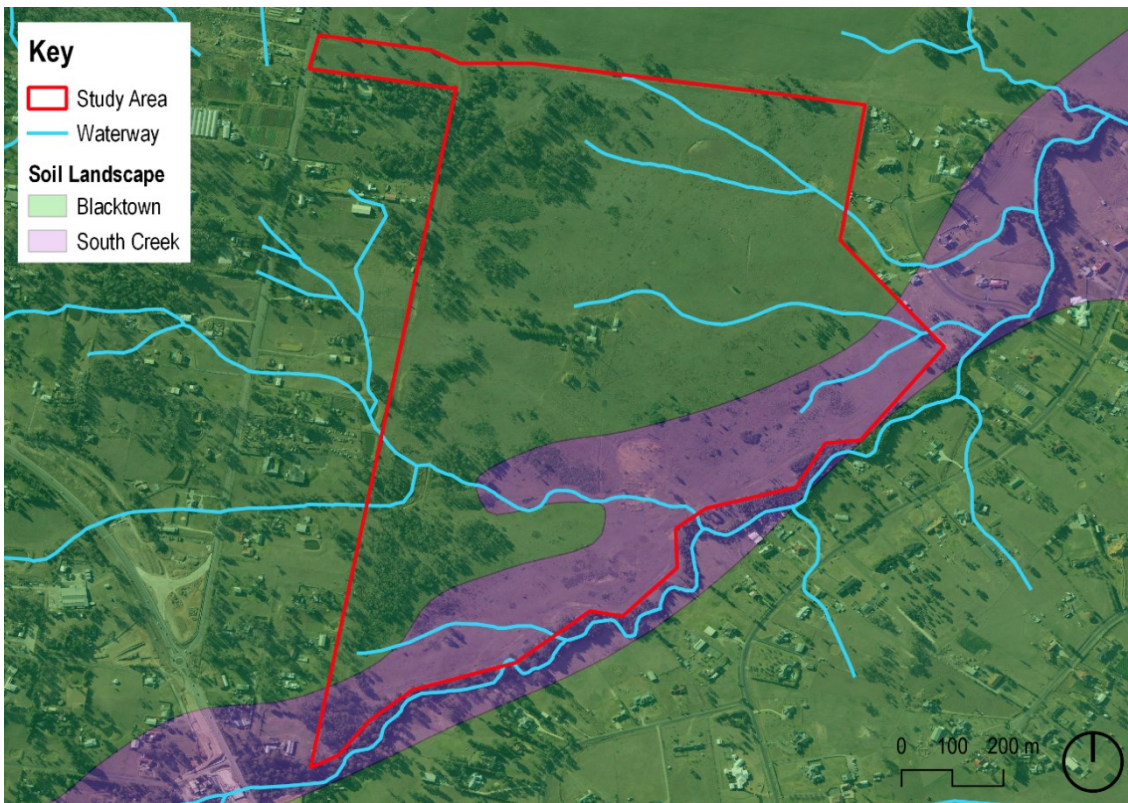 Key
Study Area
Waterway
Soil Landscape
Blacktown
South Creek
0 100 200 m